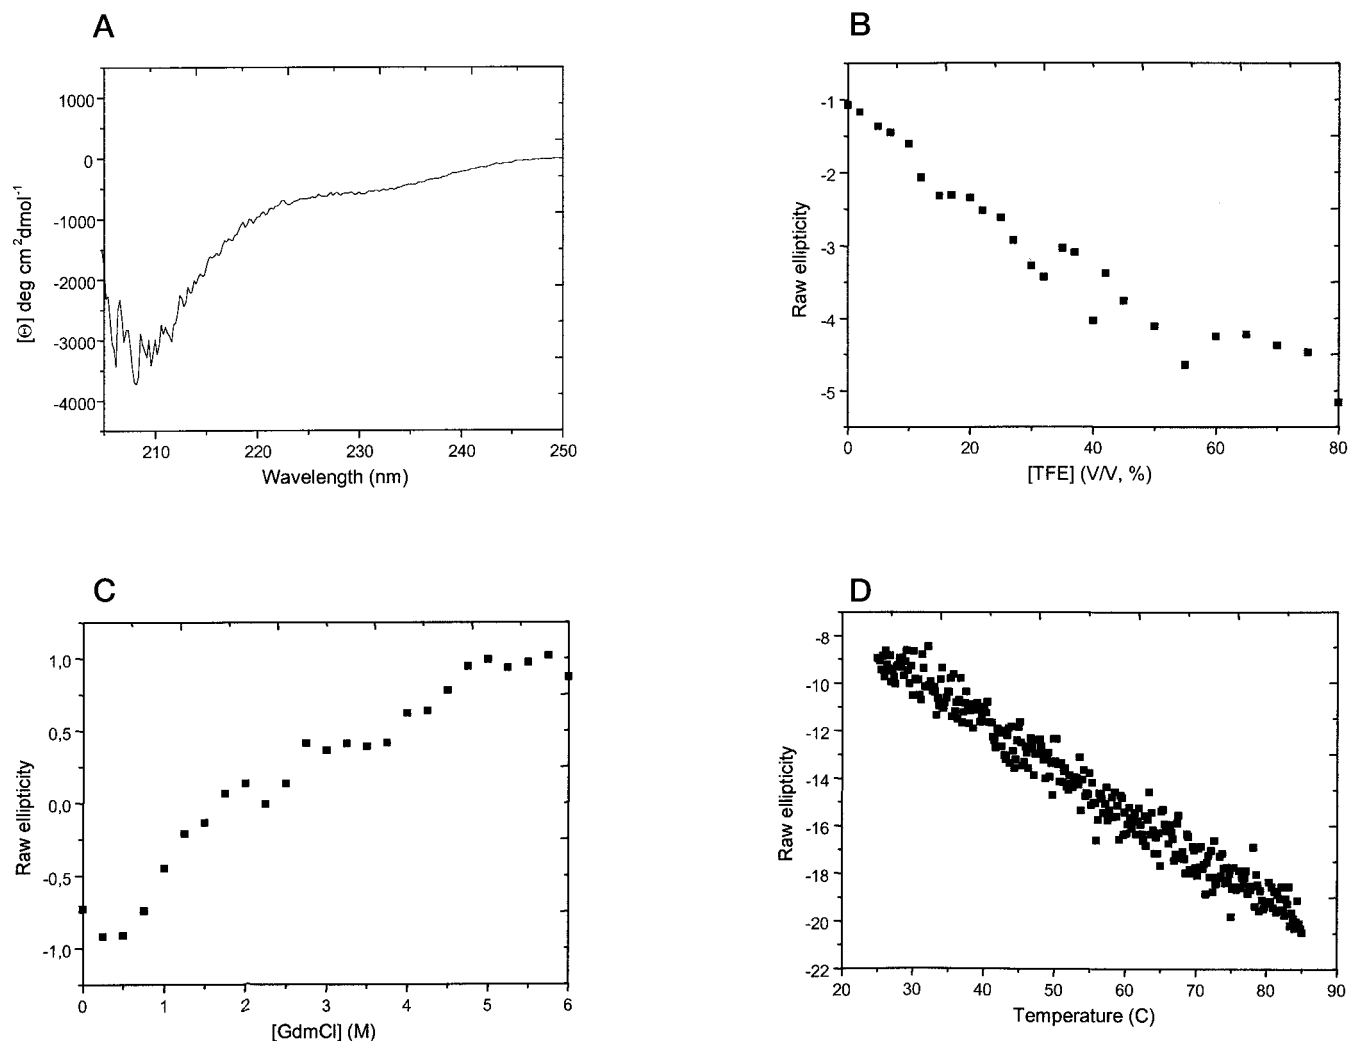 A
1000
0
-1000
-2000
-3000
-4000
[Θ] deg cm²dmol⁻¹
210 220 230 240 250
Wavelength (nm)
B
-1
-2
-3
-4
-5
Raw ellipticity
0 20 40 60 80
[TFE] (V/V, %)
C
1,0
0,5
0,0
-0,5
-1,0
Raw ellipticity
0 1 2 3 4 5 6
[GdmCl] (M)
D
-8
-10
-12
-14
-16
-18
-20
-22
Raw ellipticity
20 30 40 50 60 70 80 90
Temperature (C)